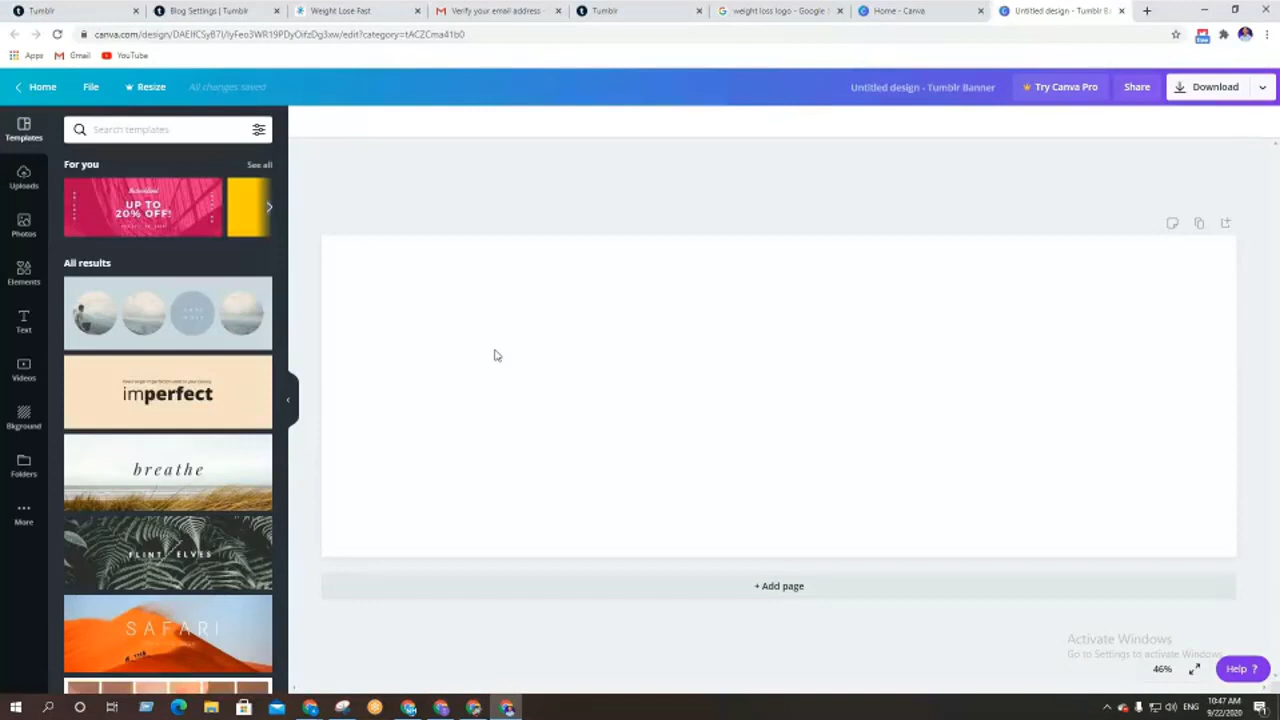 Tumblr
Blog Settings | Tumblr
Weight Lose Fast
Verify your email address
Tumblr
weight loss logo - Google
Home - Canva
Untitled design - Tumblr B
Apps
Gmail
YouTube
Home
File
Resize
All changes saved
Untitled design - Tumblr Banner
Try Canva Pro
Share
Download
Templates
Uploads
Photos
Elements
Text
Videos
Bkground
Folders
More
Search templates
For you
See all
UP TO
20% OFF!
All results
imperfect
breathe
FLINT ELVES
SAFARI
+ Add page
Activate Windows
Go to Settings to activate Windows.
46%
Help ?
ENG
10:47 AM
9/22/2020